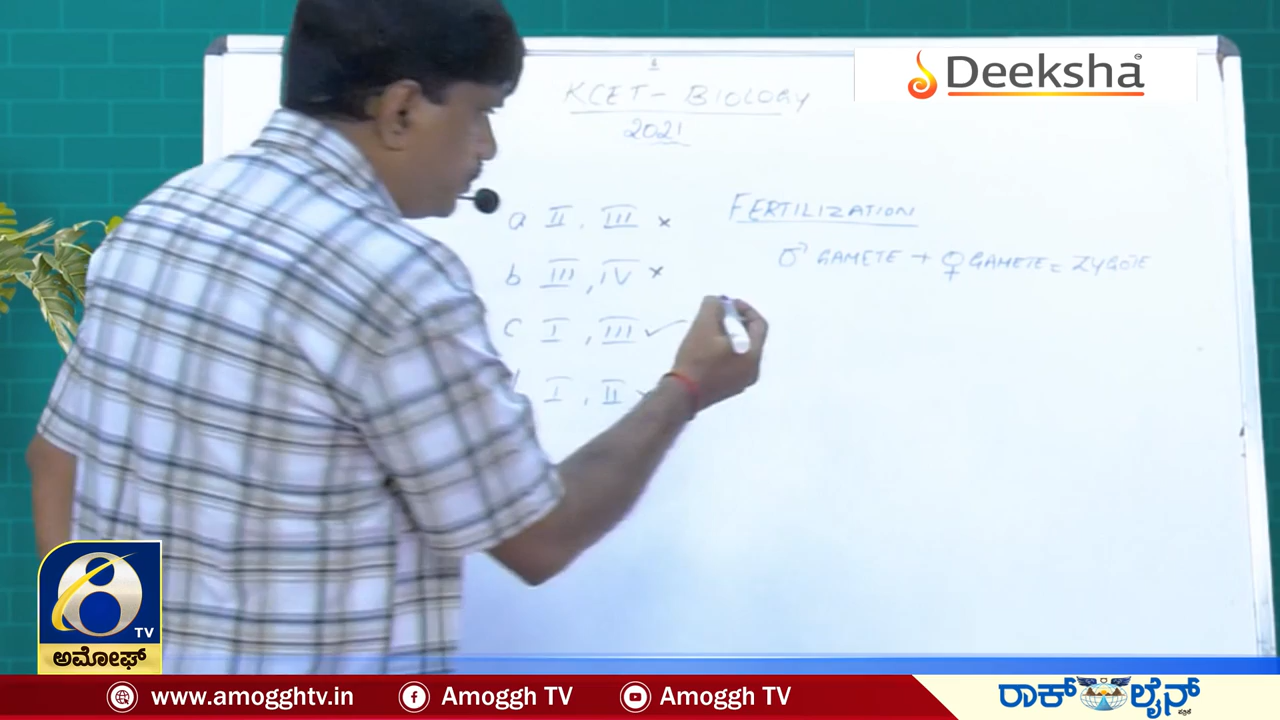 Deeksha
KCET - BIOLOGY
2021
a II, III ×
b III, IV ×
c I, III ✓
I, II ×
FERTILIZATION
♂ GAMETE + ♀ GAMETE = ZYGOTE
8
TV
ಅಮೋಘ್
www.amogghtv.in
Amoggh TV
Amoggh TV
ರಾಕ್ ಲೈನ್